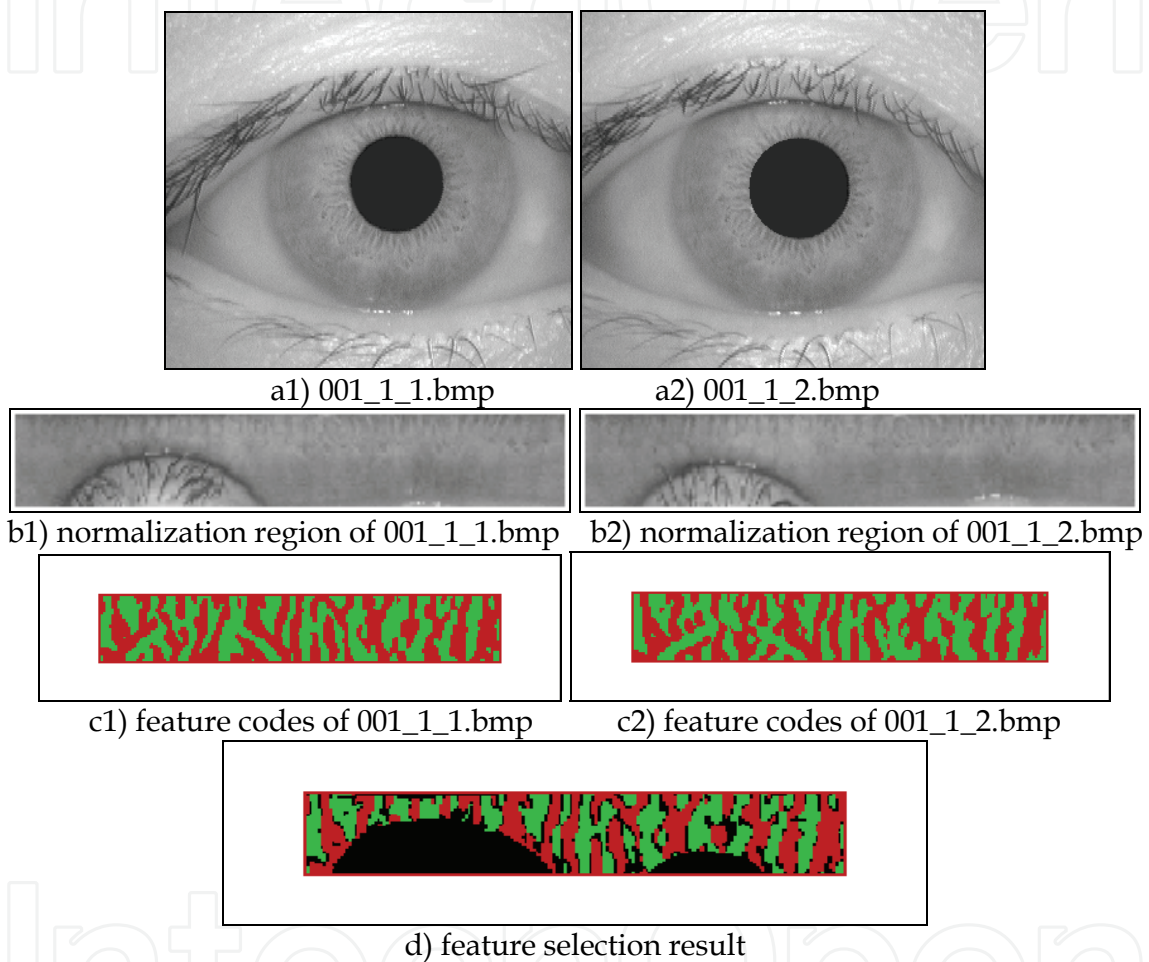 a1) 001_1_1.bmp
a2) 001_1_2.bmp
b1) normalization region of 001_1_1.bmp
b2) normalization region of 001_1_2.bmp
c1) feature codes of 001_1_1.bmp
c2) feature codes of 001_1_2.bmp
d) feature selection result